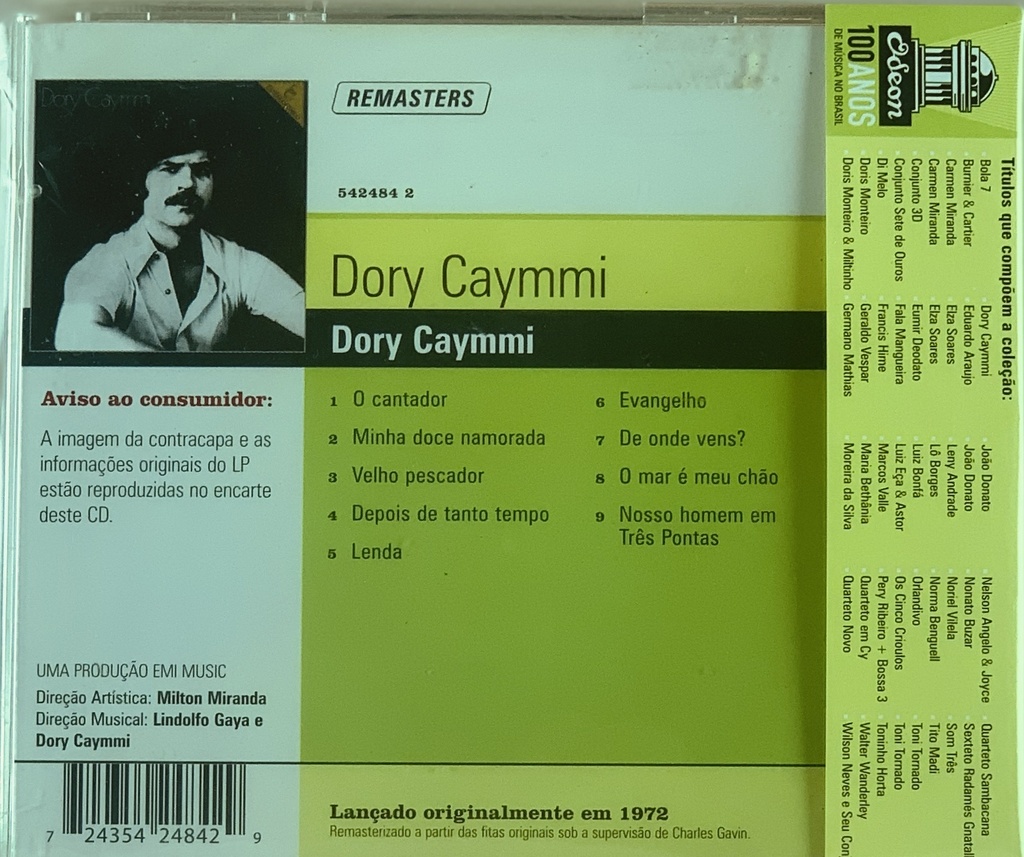 Dory Caymmi
REMASTERS
542484 2
Dory Caymmi
Dory Caymmi
Aviso ao consumidor:
A imagem da contracapa e as
informações originais do LP
estão reproduzidas no encarte
deste CD.
1 O cantador
2 Minha doce namorada
3 Velho pescador
4 Depois de tanto tempo
5 Lenda
6 Evangelho
7 De onde vens?
8 O mar é meu chão
9 Nosso homem em
Três Pontas
UMA PRODUÇÃO EMI MUSIC
Direção Artística: Milton Miranda
Direção Musical: Lindolfo Gaya e
Dory Caymmi
7 24354 24842 9
Lançado originalmente em 1972
Remasterizado a partir das fitas originais sob a supervisão de Charles Gavin.
Odeon
100 ANOS
DE MÚSICA NO BRASIL
Títulos que compõem a coleção:
Bola 7
Burnier & Cartier
Carmen Miranda
Carmen Miranda
Conjunto 3D
Conjunto Sete de Ouros
Di Melo
Doris Monteiro
Doris Monteiro & Miltinho
Dory Caymmi
Eduardo Araujo
Elza Soares
Elza Soares
Eumir Deodato
Fala Mangueira
Francis Hime
Geraldo Vespar
Germano Mathias
João Donato
João Donato
Leny Andrade
Lô Borges
Luiz Bonfá
Luiz Eça & Astor
Marcos Valle
Maria Bethânia
Moreira da Silva
Nelson Angelo & Joyce
Nonato Buzar
Noriel Vilela
Norma Benguell
Orlandivo
Os Cinco Crioulos
Pery Ribeiro + Bossa 3
Quarteto em Cy
Quarteto Novo
Quarteto Sambacana
Sexteto Radamés Gnatal
Som Três
Tito Madi
Toni Tornado
Toni Tornado
Toninho Horta
Walter Wanderley
Wilson Neves e Seu Con